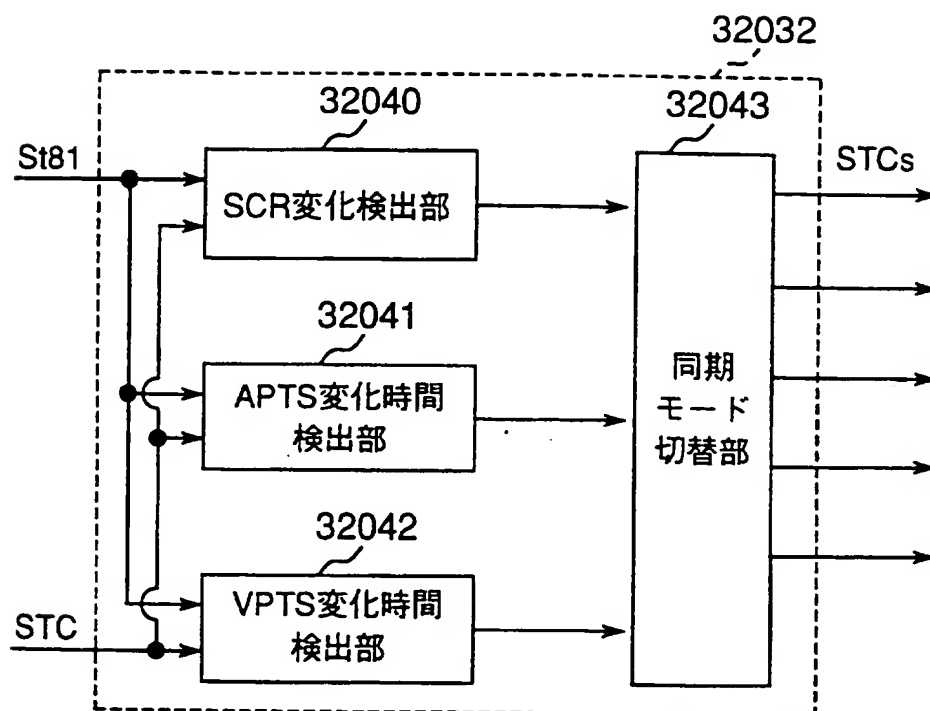 32032
32040
32043
St81
STCs
SCR変化検出部
32041
APTS変化時間
検出部
同期
モード
切替部
32042
STC
VPTS変化時間
検出部